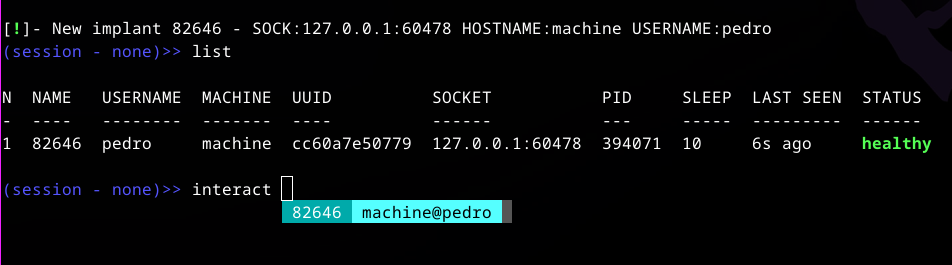 [!]- New implant 82646 - SOCK:127.0.0.1:60478 HOSTNAME:machine USERNAME:pedro
(session - none)>> list
N NAME USERNAME MACHINE UUID SOCKET PID SLEEP LAST SEEN STATUS
- ---- -------- ------- ---- ------ --- ----- --------- ------
1 82646 pedro machine cc60a7e50779 127.0.0.1:60478 394071 10 6s ago healthy
(session - none)>> interact
82646 machine@pedro